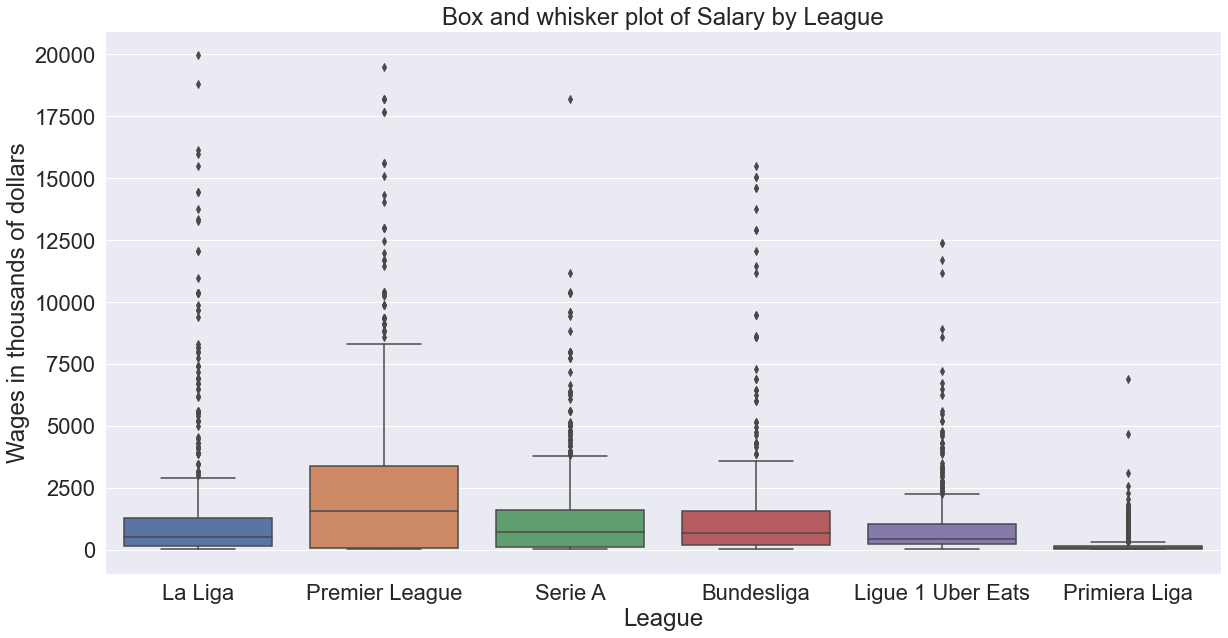 Box and whisker plot of Salary by League
Wages in thousands of dollars
20000
17500
15000
12500
10000
7500
5000
2500
0
La Liga
Premier League
Serie A
Bundesliga
Ligue 1 Uber Eats
Primiera Liga
League